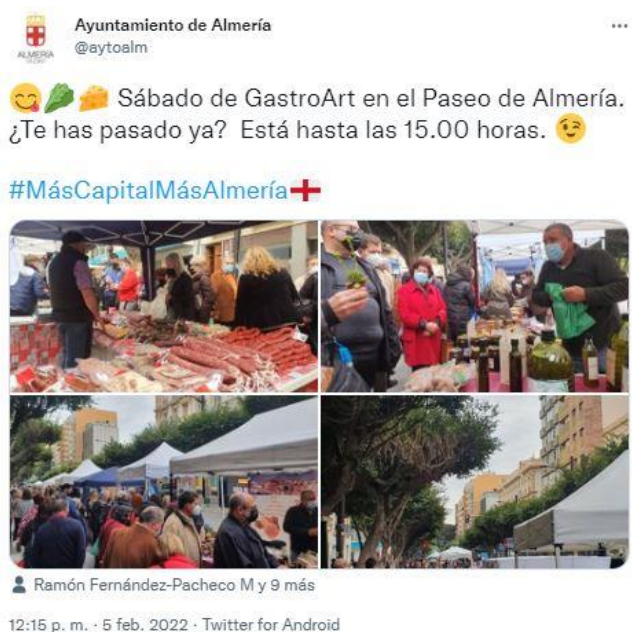 Ayuntamiento de Almería
@aytoalm
ALMERÍA
Sábado de GastroArt en el Paseo de Almería.
¿Te has pasado ya? Está hasta las 15.00 horas.
#MásCapitalMásAlmería
Ramón Fernández-Pacheco M y 9 más
12:15 p. m. · 5 feb. 2022 · Twitter for Android